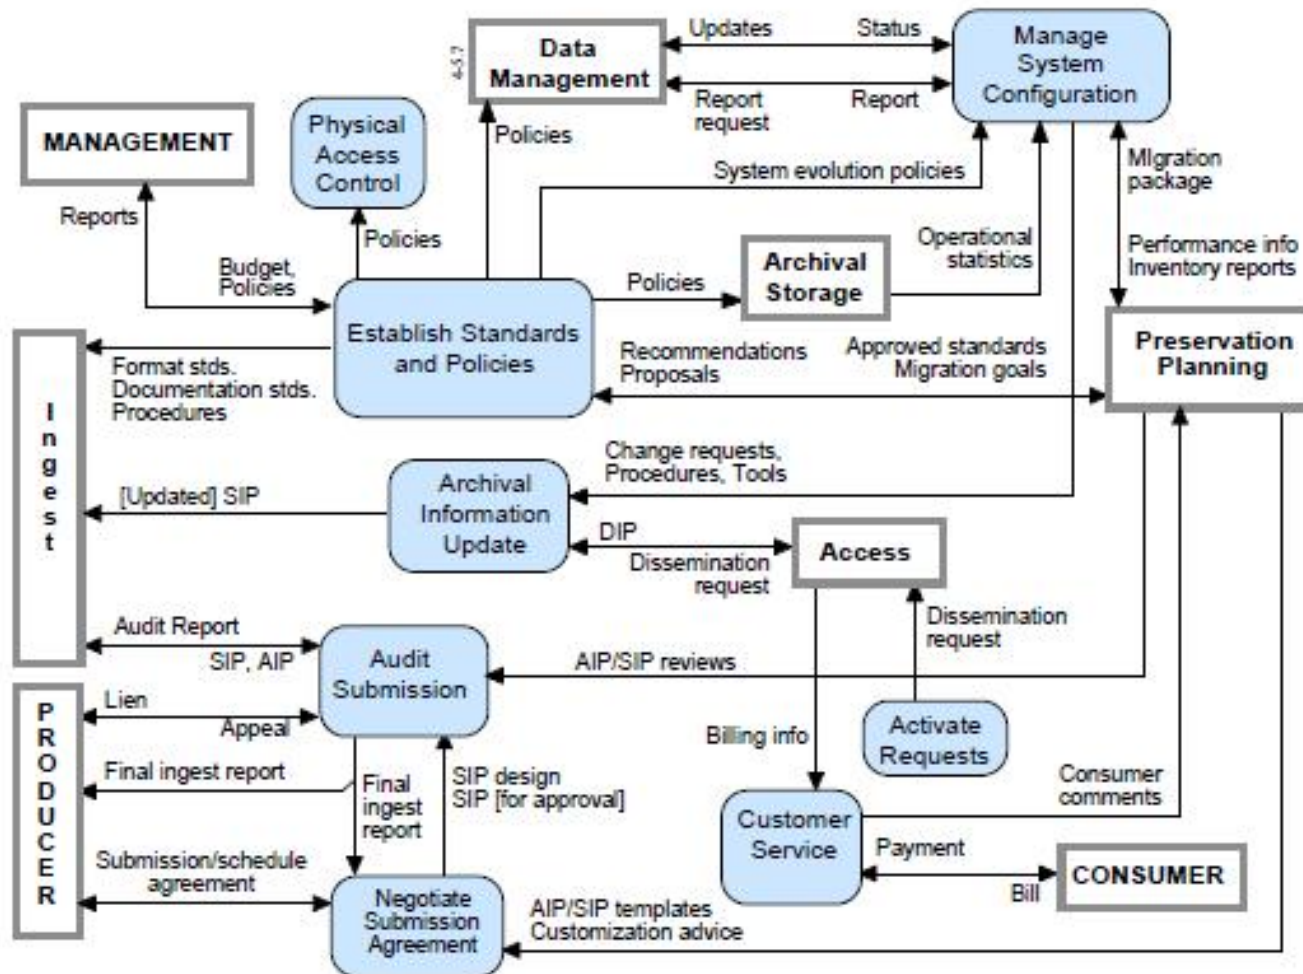 Data
Management
4-5.7
Updates
Status
Manage
System
Configuration
Report
request
Report
MANAGEMENT
Physical
Access
Control
Policies
System evolution policies
MIgration
package
Reports
Policies
Budget,
Policies
Operational
statistics
Performance info
Inventory reports
Establish Standards
and Policies
Policies
Archival
Storage
Preservation
Planning
Format stds.
Documentation stds.
Procedures
Recommendations
Proposals
Approved standards
Migration goals
Ingest
Change requests,
Procedures, Tools
[Updated] SIP
Archival
Information
Update
DIP
Dissemination
request
Access
Dissemination
request
Audit Report
SIP, AIP
Audit
Submission
AIP/SIP reviews
PRODUCER
Lien
Appeal
Billing info
Activate
Requests
Final ingest report
Final
ingest
report
SIP design
SIP [for approval]
Consumer
comments
Customer
Service
Payment
Bill
CONSUMER
Submission/schedule
agreement
Negotiate
Submission
Agreement
AIP/SIP templates
Customization advice